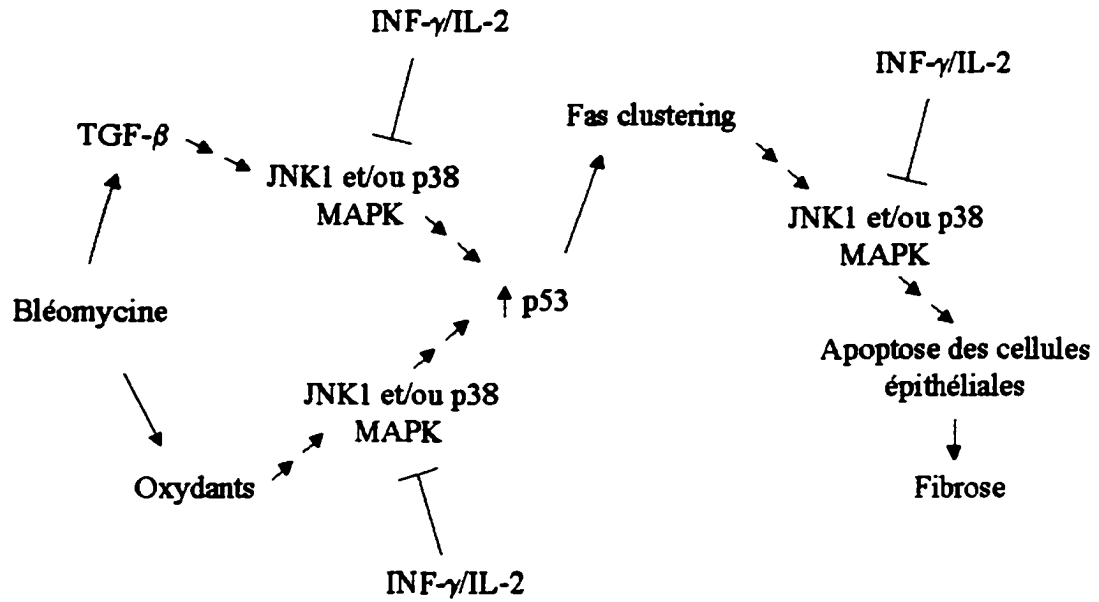 INF-γ/IL-2
INF-γ/IL-2
TGF-β
Fas clustering
JNK1 et/ou p38
MAPK
JNK1 et/ou p38
MAPK
Bléomycine
p53
JNK1 et/ou p38
MAPK
Apoptose des cellules
épithéliales
Oxydants
Fibrose
INF-γ/IL-2